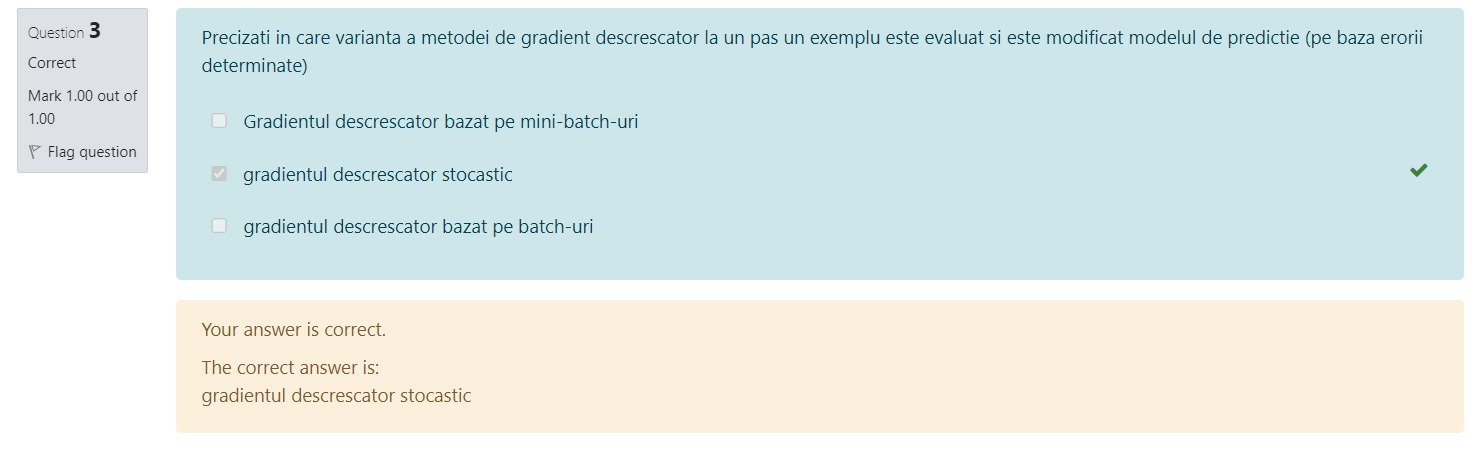 Question 3
Correct
Mark 1.00 out of
1.00
Flag question
Precizati in care varianta a metodei de gradient descrescator la un pas un exemplu este evaluat si este modificat modelul de predictie (pe baza erorii
determinate)
Gradientul descrescator bazat pe mini-batch-uri
gradientul descrescator stocastic
gradientul descrescator bazat pe batch-uri
Your answer is correct.
The correct answer is:
gradientul descrescator stocastic